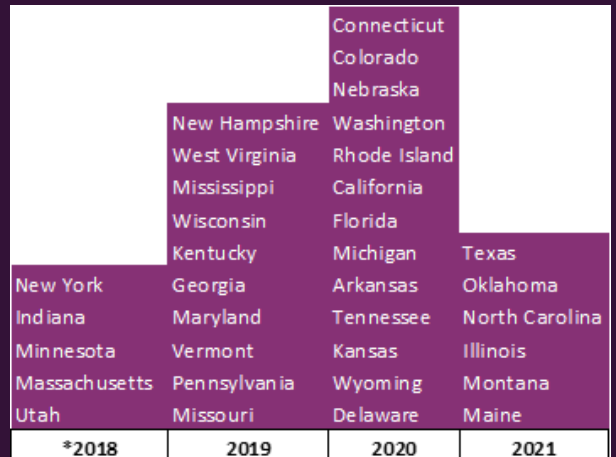 Connecticut
Colorado
Nebraska
New Hampshire Washington
West Virginia Rhode Island
Mississippi California
Wisconsin Florida
Kentucky Michigan Texas
New York Georgia Arkansas Oklahoma
Indiana Maryland Tennessee North Carolina
Minnesota Vermont Kansas Illinois
Massachusetts Pennsylvania Wyoming Montana
Utah Missouri Delaware Maine
*2018 2019 2020 2021